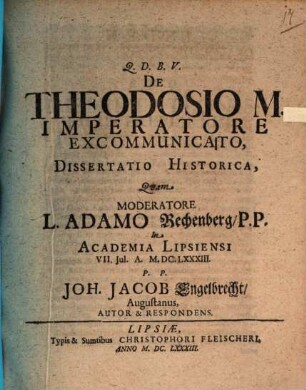 Q. D. B. V.
DE
THEODOSIO M.
IMPERATORE
EXCOMMUNICATO,
DISSERTATIO HISTORICA,
Quam
MODERATORE
L. ADAMO Rechenberg/ P. P.
in
ACADEMIA LIPSIENSI
VII. Jul. A. M. DC. LXXXIII.
P. P.
JOH. JACOB Engelbrecht/
Augustanus,
AUTOR & RESPONDENS.
LIPSIÆ,
Typis & Sumtibus CHRISTOPHORI FLEISCHERI,
ANNO M. DC. LXXXIII.